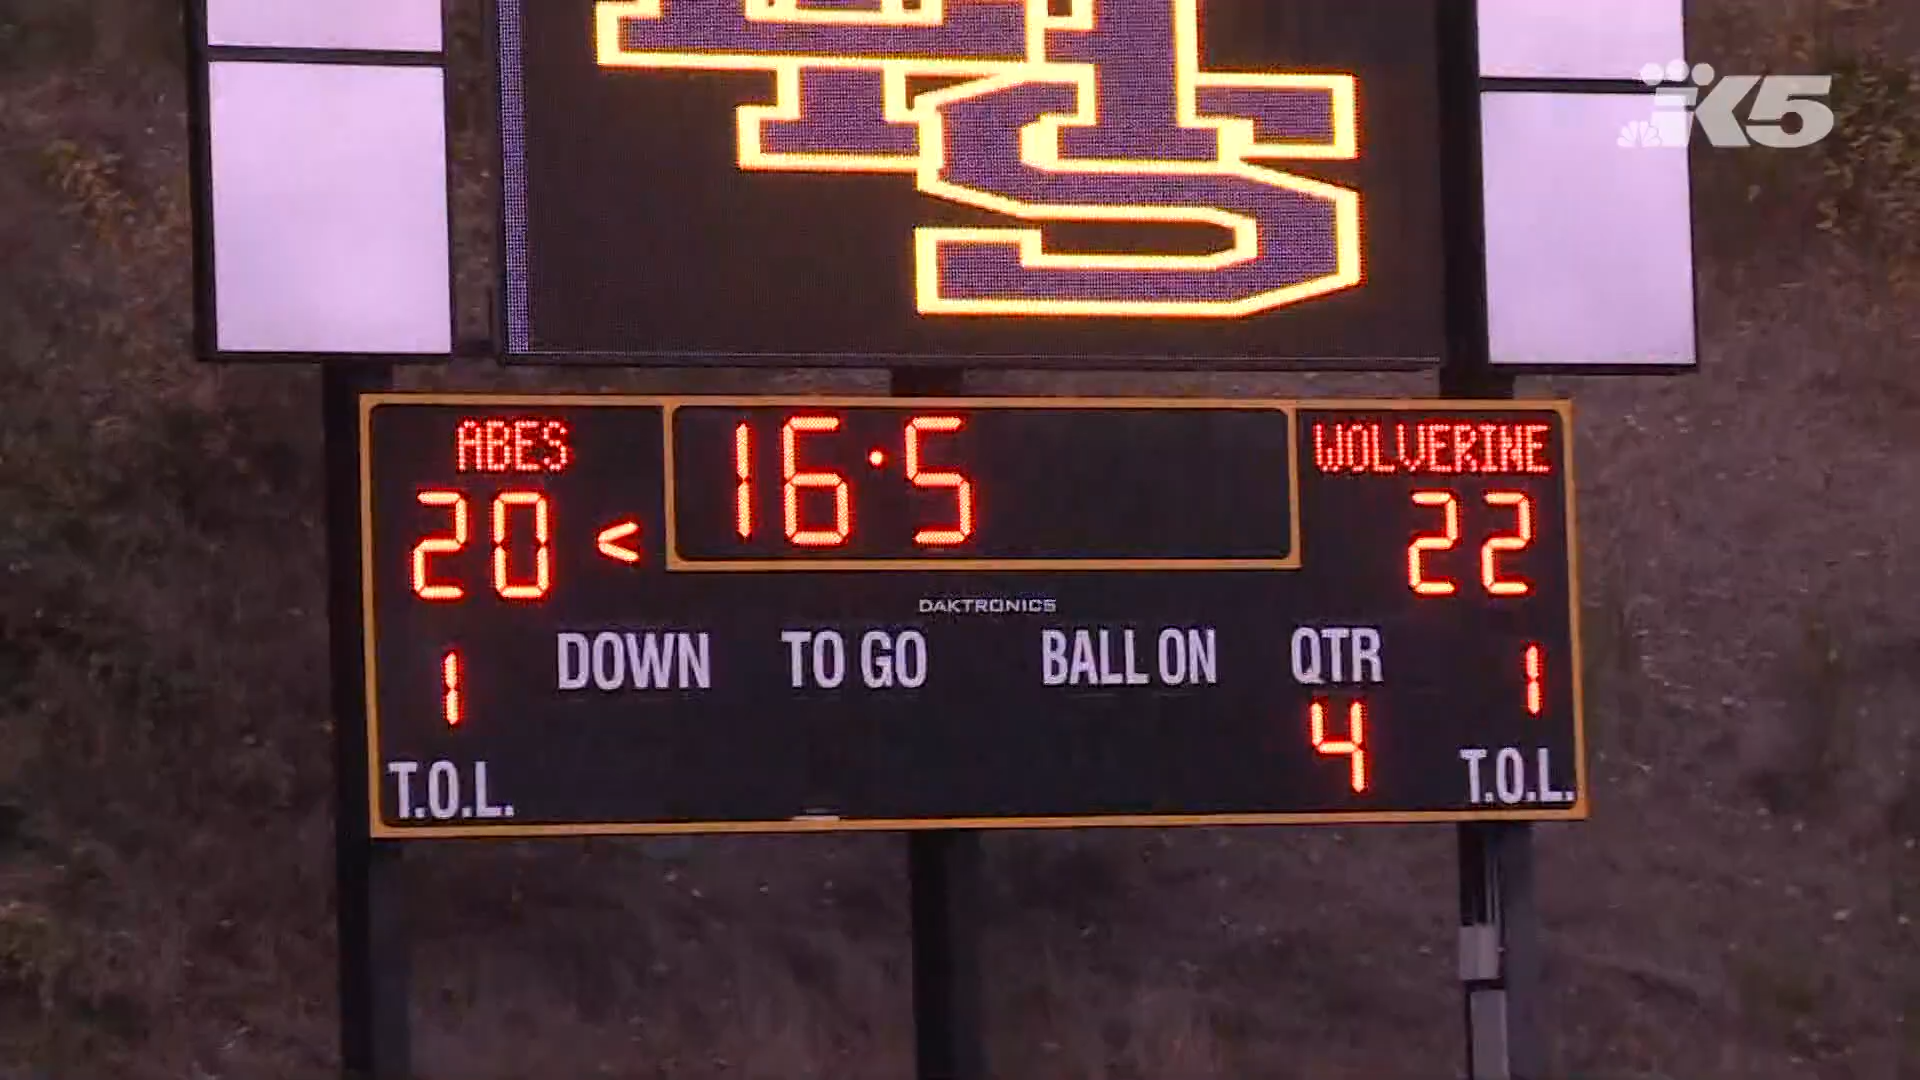 K5
ABES
16.5
WOLVERINE
20 <
22
DAKTRONICS
DOWN TO GO BALL ON QTR
1
4
1
T.O.L.
T.O.L.